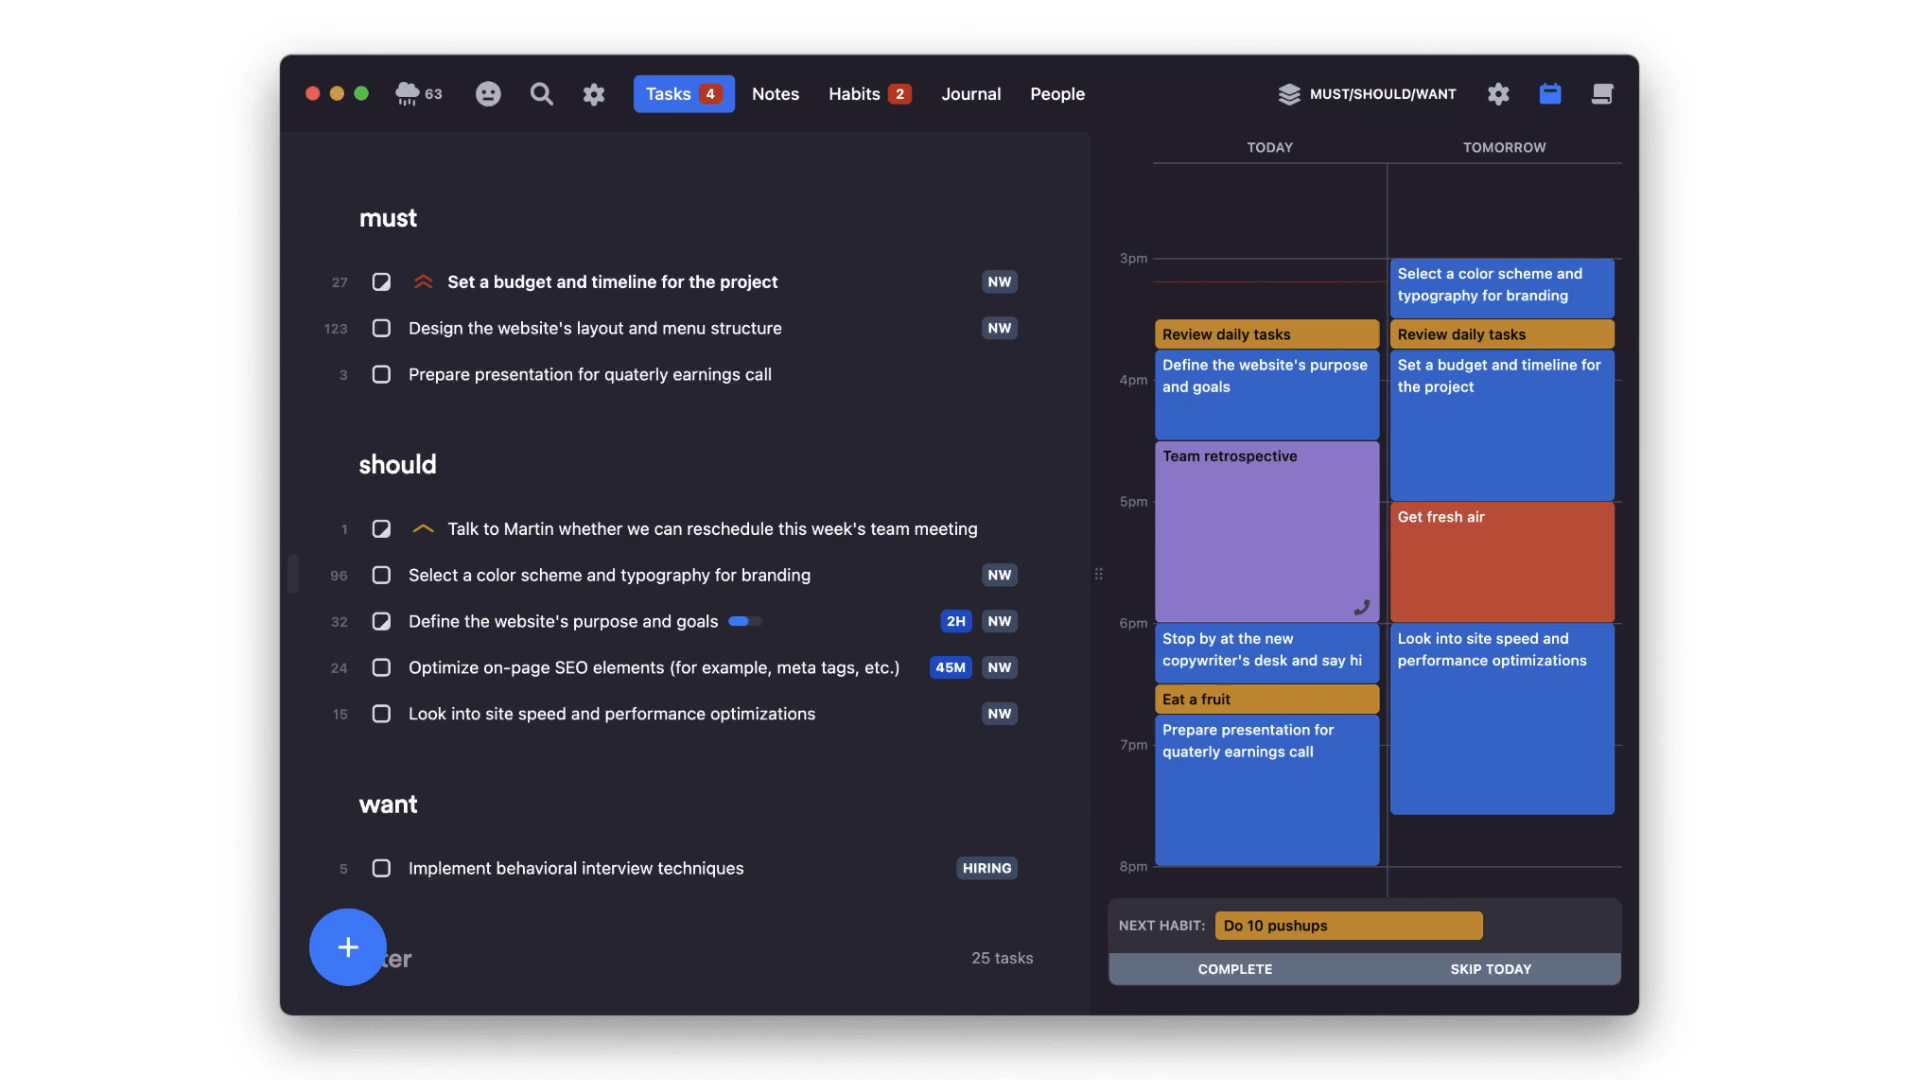 63
Tasks 4
Notes
Habits 2
Journal
People
MUST/SHOULD/WANT
must
27 Set a budget and timeline for the project NW
123 Design the website's layout and menu structure NW
3 Prepare presentation for quaterly earnings call
should
1 Talk to Martin whether we can reschedule this week's team meeting
96 Select a color scheme and typography for branding NW
32 Define the website's purpose and goals 2H NW
24 Optimize on-page SEO elements (for example, meta tags, etc.) 45M NW
15 Look into site speed and performance optimizations NW
want
5 Implement behavioral interview techniques HIRING
+
ter
25 tasks
TODAY
TOMORROW
3pm
4pm
5pm
6pm
7pm
8pm
Review daily tasks
Define the website's purpose
and goals
Team retrospective
Stop by at the new
copywriter's desk and say hi
Eat a fruit
Prepare presentation for
quaterly earnings call
Select a color scheme and
typography for branding
Review daily tasks
Set a budget and timeline for
the project
Get fresh air
Look into site speed and
performance optimizations
NEXT HABIT: Do 10 pushups
COMPLETE
SKIP TODAY